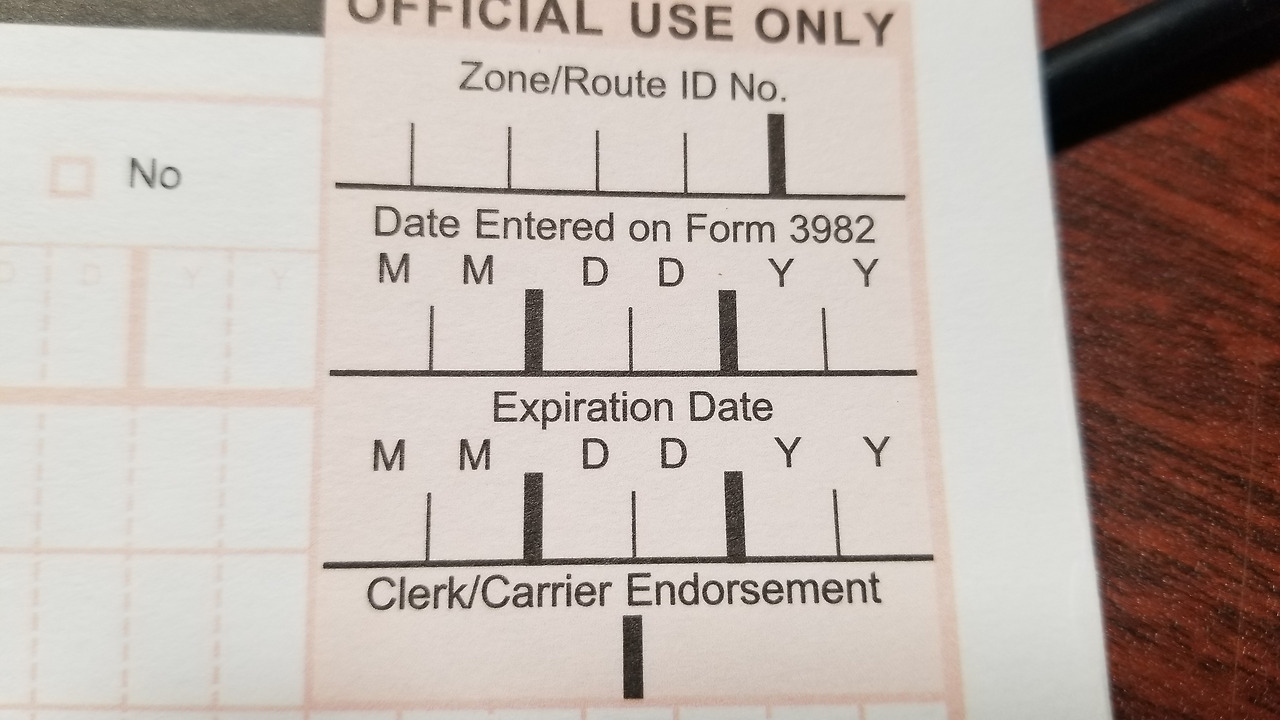 OFFICIAL USE ONLY
Zone/Route ID No.
No
Date Entered on Form 3982
M M D D Y Y
D D Y Y
Expiration Date
M M D D Y Y
Clerk/Carrier Endorsement